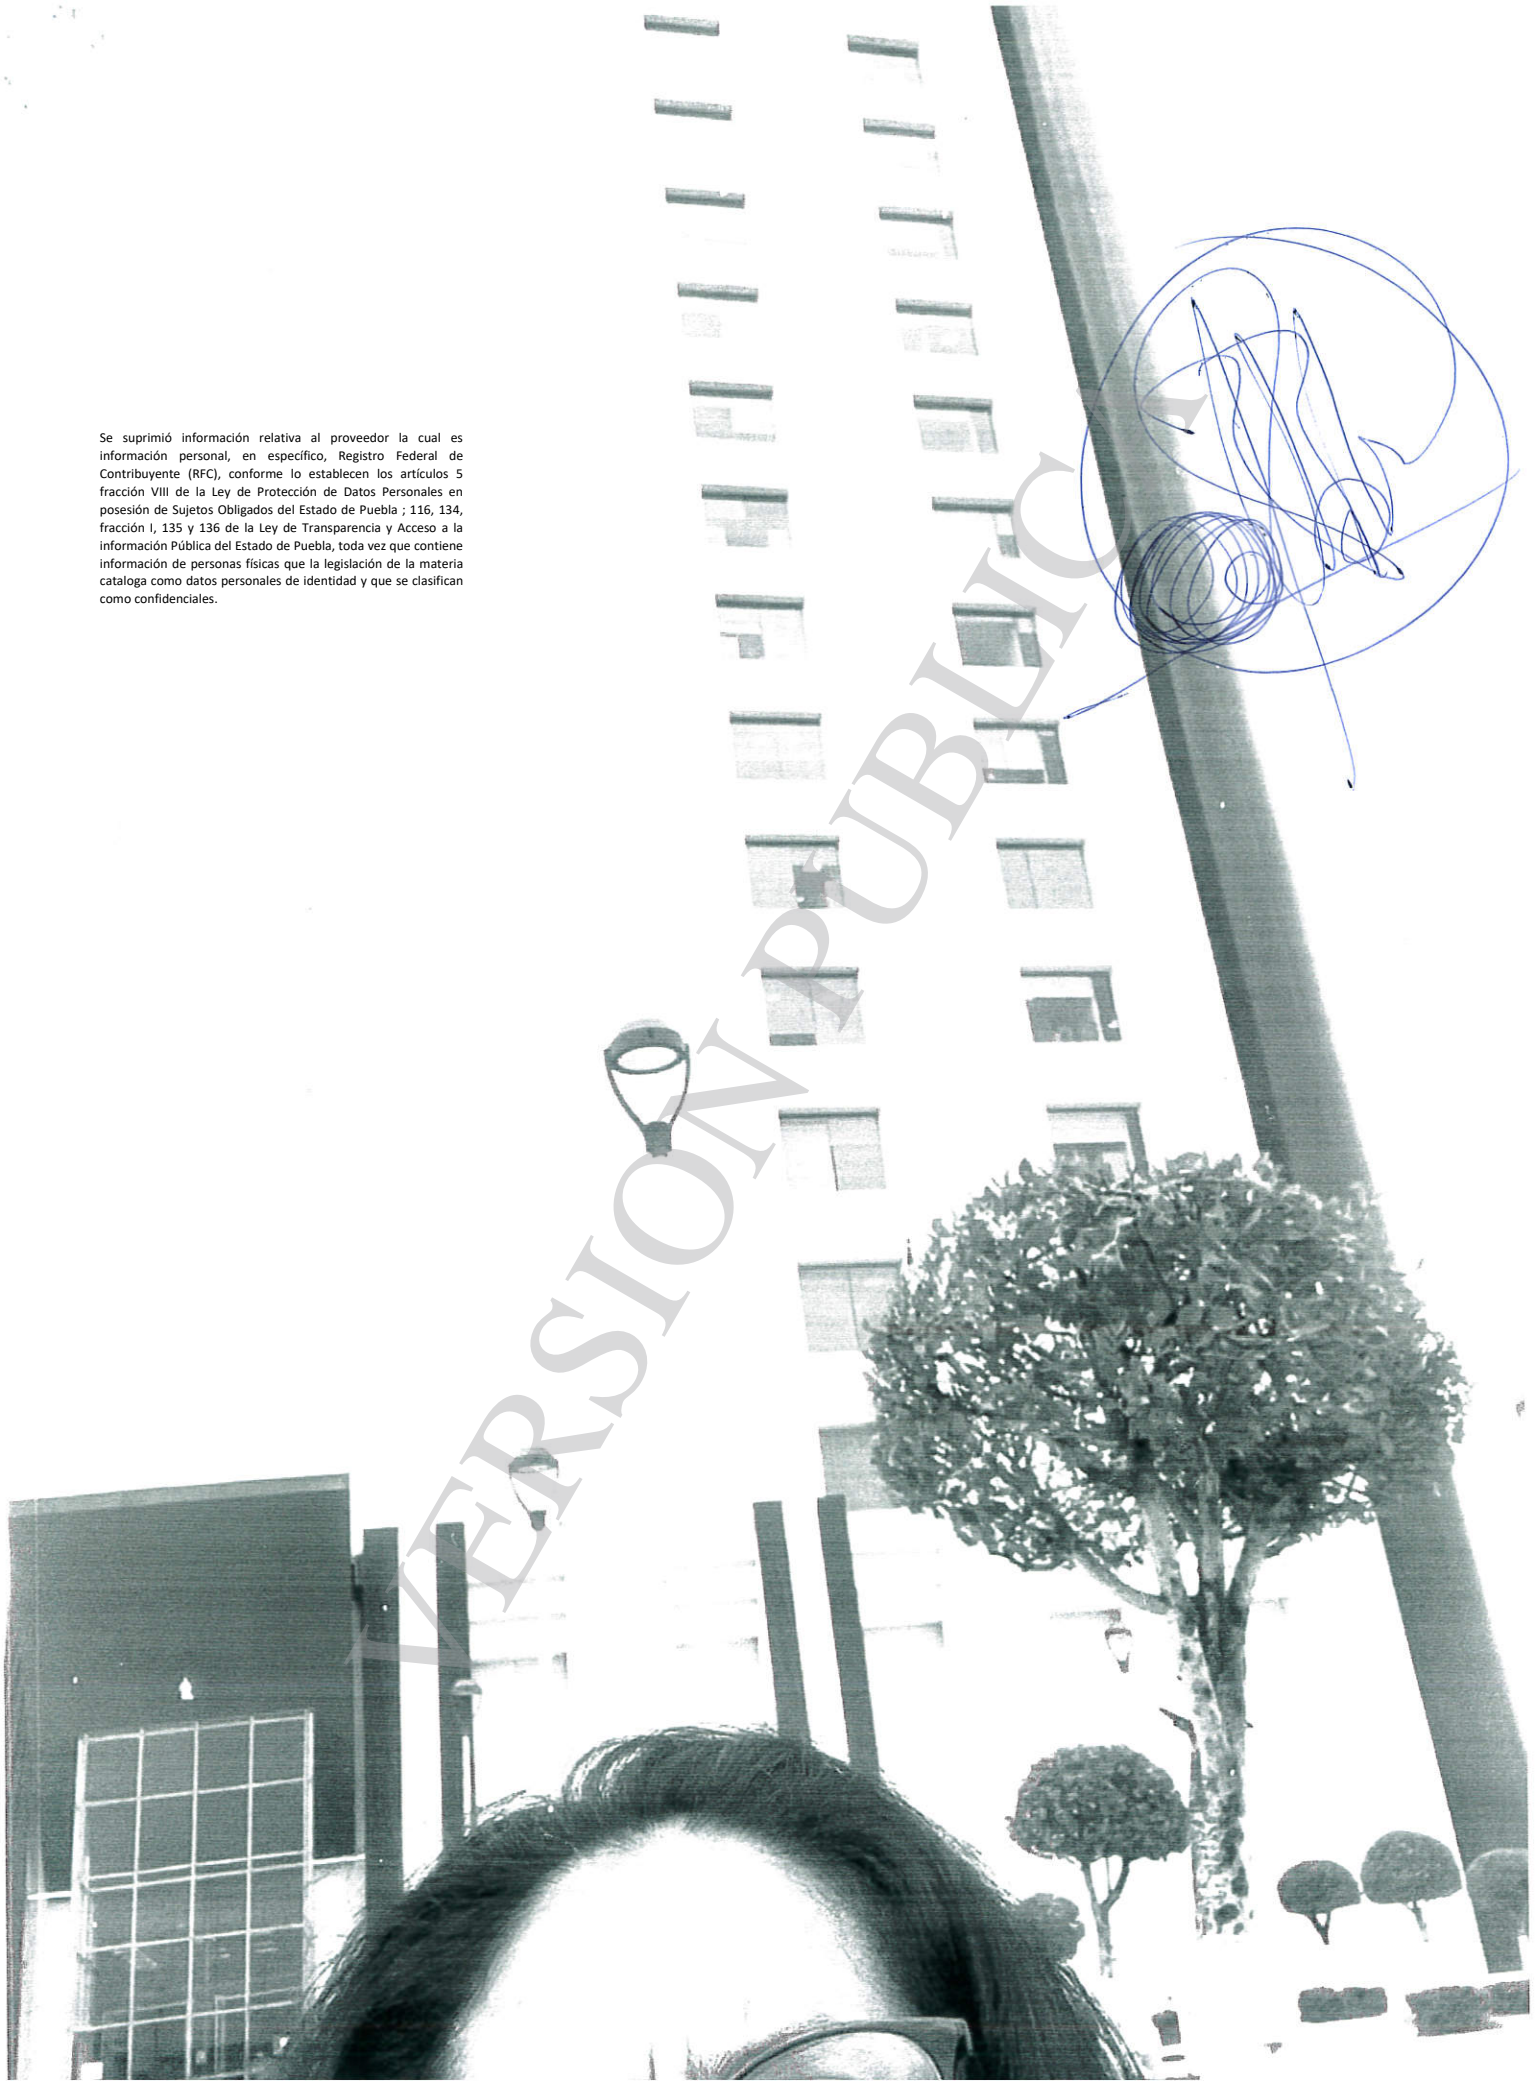 Se suprimió información relativa al proveedor la cual es
información personal, en específico, Registro Federal de
Contribuyente (RFC), conforme lo establecen los artículos 5
fracción VIII de la Ley de Protección de Datos Personales en
posesión de Sujetos Obligados del Estado de Puebla ; 116, 134,
fracción I, 135 y 136 de la Ley de Transparencia y Acceso a la
información Pública del Estado de Puebla, toda vez que contiene
información de personas físicas que la legislación de la materia
cataloga como datos personales de identidad y que se clasifican
como confidenciales.
VERSION PUBLICA